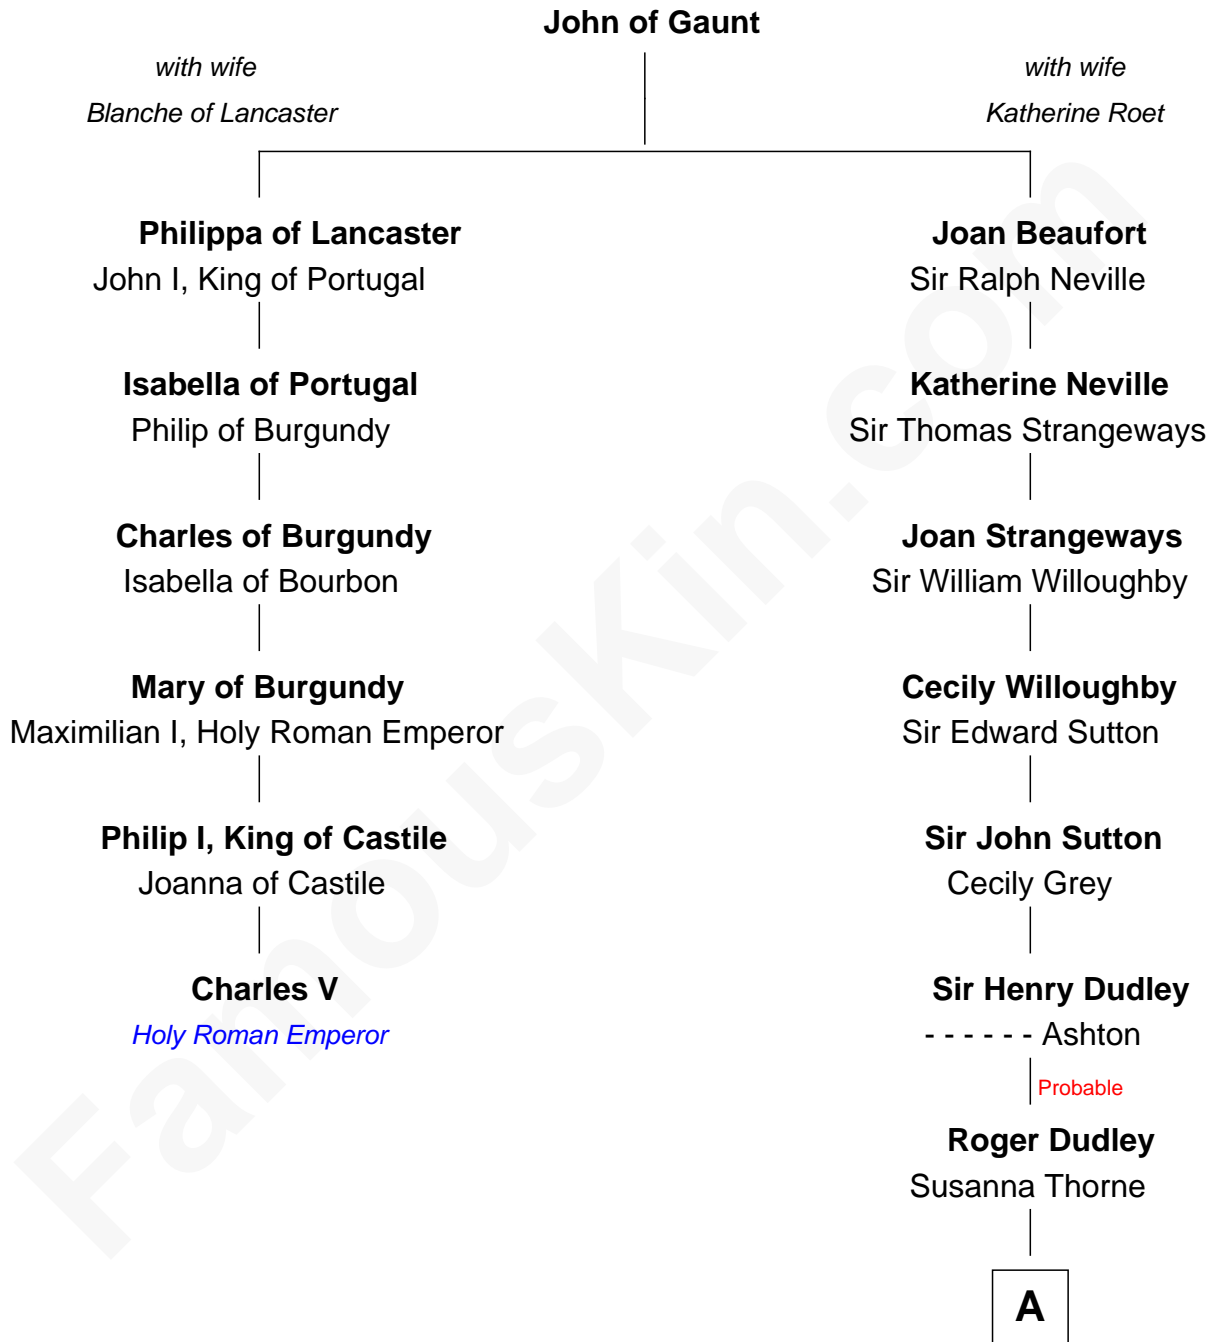 John of Gaunt
with wife
Blanche of Lancaster
with wife
Katherine Roet
Philippa of Lancaster
John I, King of Portugal
Joan Beaufort
Sir Ralph Neville
Isabella of Portugal
Philip of Burgundy
Katherine Neville
Sir Thomas Strangeways
Charles of Burgundy
Isabella of Bourbon
Joan Strangeways
Sir William Willoughby
Mary of Burgundy
Maximilian I, Holy Roman Emperor
Cecily Willoughby
Sir Edward Sutton
Philip I, King of Castile
Joanna of Castile
Sir John Sutton
Cecily Grey
Charles V
Holy Roman Emperor
Sir Henry Dudley
- - - - - - Ashton
Probable
Roger Dudley
Susanna Thorne
A
FamousKin.com